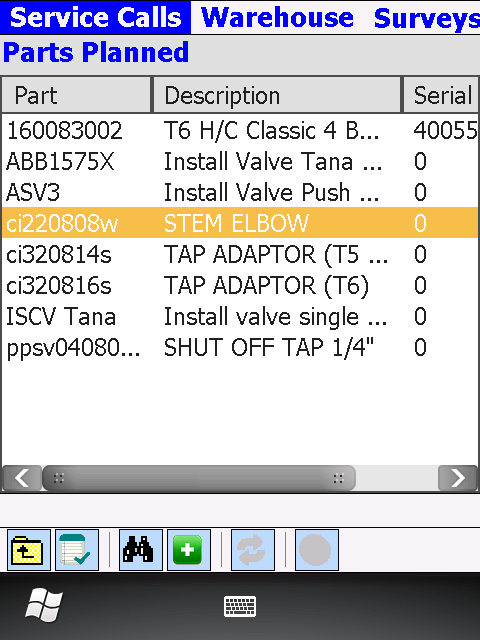 Service Calls Warehouse Surveys
Parts Planned
Part Description Serial
160083002 T6 H/C Classic 4 B... 40055
ABB1575X Install Valve Tana ... 0
ASV3 Install Valve Push ... 0
ci220808w STEM ELBOW 0
ci320814s TAP ADAPTOR (T5 ... 0
ci320816s TAP ADAPTOR (T6) 0
ISCV Tana Install valve single ... 0
ppsv04080... SHUT OFF TAP 1/4" 0